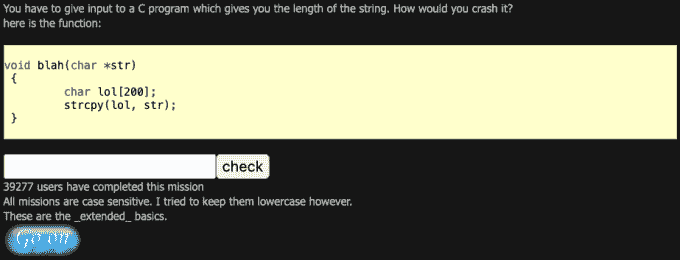 You have to give input to a C program which gives you the length of the string. How would you crash it?
here is the function:
void blah(char *str)
{
char lol[200];
strcpy(lol, str);
}
check
39277 users have completed this mission
All missions are case sensitive. I tried to keep them lowercase however.
These are the _extended_ basics.
Go on